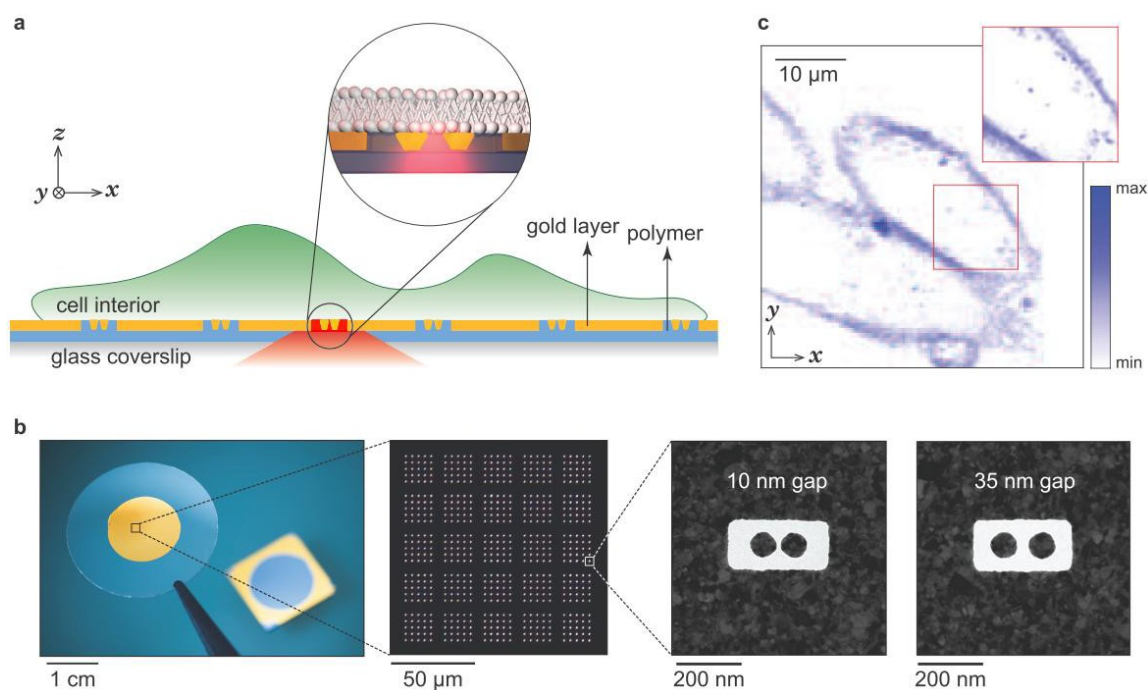 a
z
y
x
cell interior
glass coverslip
gold layer
polymer
c
10 µm
y
x
max
min
b
10 nm gap
35 nm gap
1 cm
50 µm
200 nm
200 nm